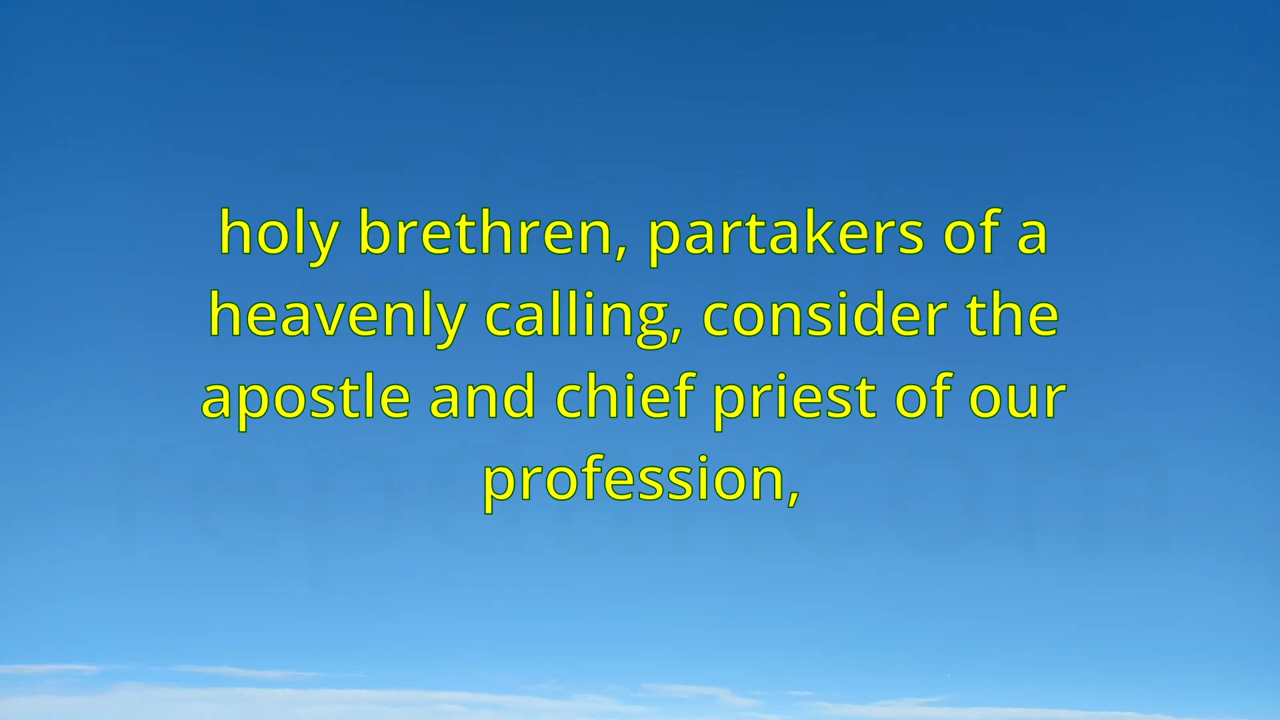 holy brethren, partakers of a
heavenly calling, consider the
apostle and chief priest of our
profession,